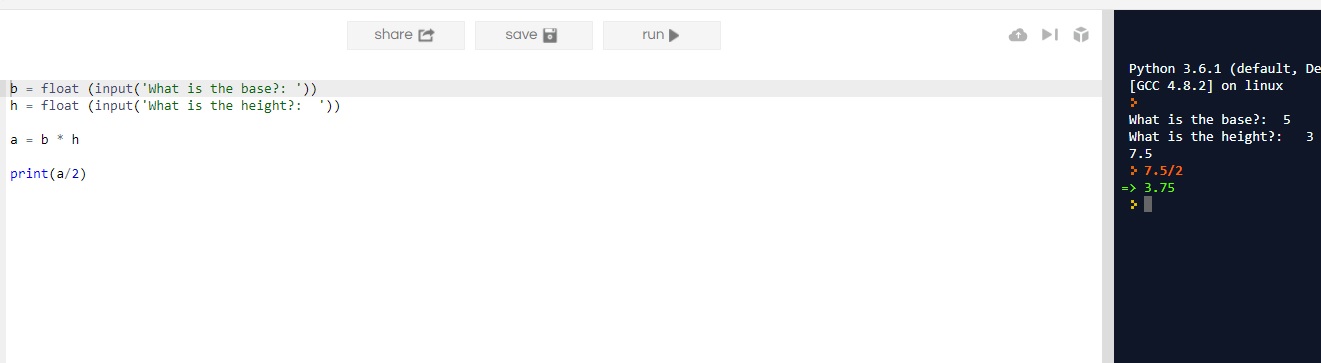 share
save
run
b = float (input('What is the base?: '))
h = float (input('What is the height?:  '))
a = b * h
print(a/2)
Python 3.6.1 (default, De
[GCC 4.8.2] on linux
What is the base?:  5
What is the height?:   3
7.5
7.5/2
=> 3.75